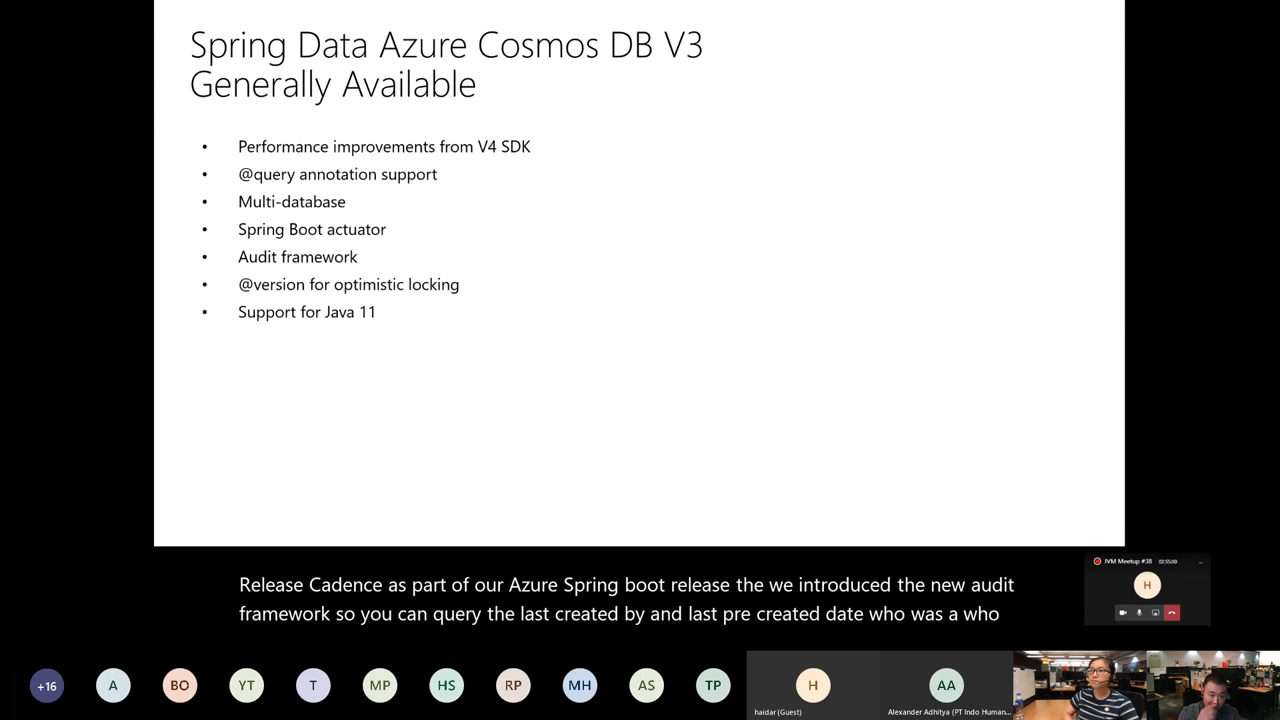 Spring Data Azure Cosmos DB V3
Generally Available
• Performance improvements from V4 SDK
• @query annotation support
• Multi-database
• Spring Boot actuator
• Audit framework
• @version for optimistic locking
• Support for Java 11
JVM Meetup #38 02:55:00
H
Release Cadence as part of our Azure Spring boot release the we introduced the new audit
framework so you can query the last created by and last pre created date who was a who
+16 A BO YT T MP HS RP MH AS TP H AA
haidar (Guest) Alexander Adhitya (PT Indo Human...